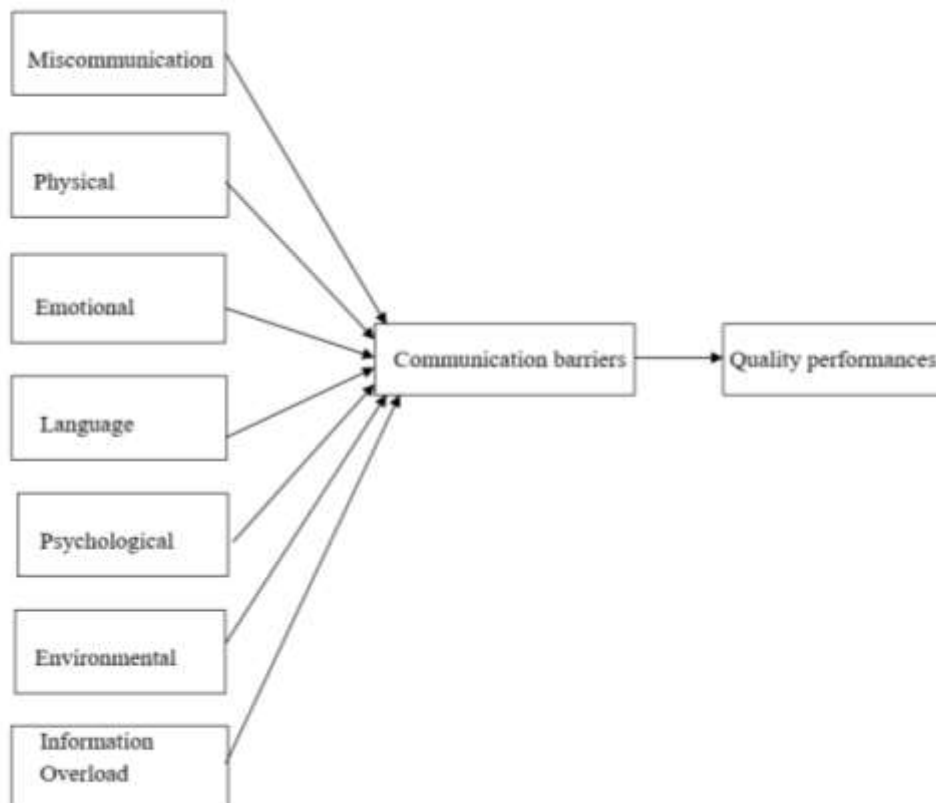 Miscommunication
Physical
Emotional
Language
Psychological
Environmental
Information
Overload
Communication barriers
Quality performances